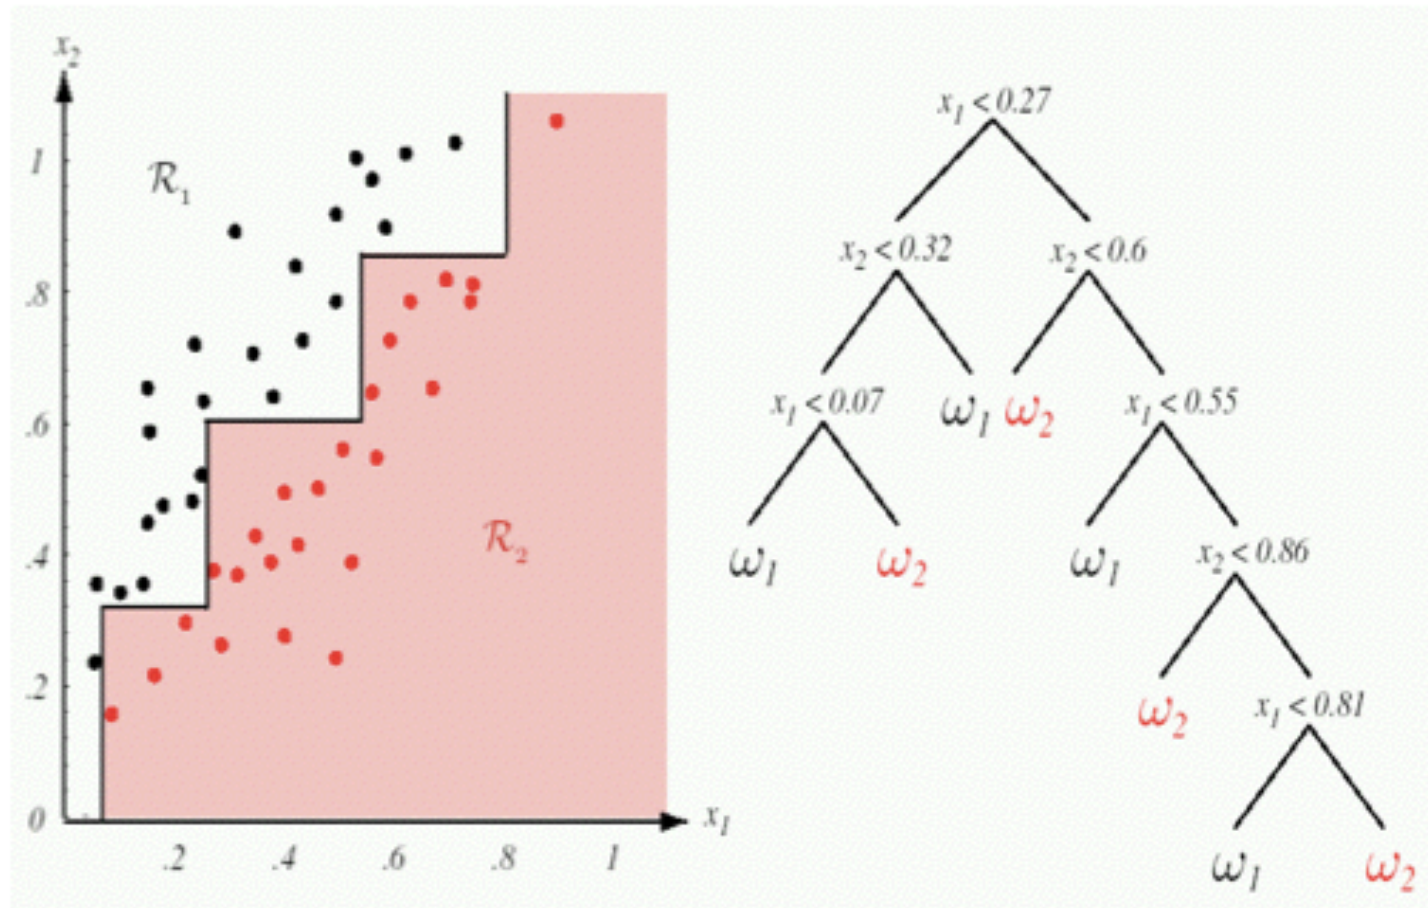 x₂
1
.8
.6
.4
.2
0
R₁
R₂
.2 .4 .6 .8 1
x₁
x₁ < 0.27
x₂ < 0.32 x₂ < 0.6
x₁ < 0.07 ω₁ ω₂ x₁ < 0.55
ω₁ ω₂ ω₁ x₂ < 0.86
ω₂ x₁ < 0.81
ω₁ ω₂